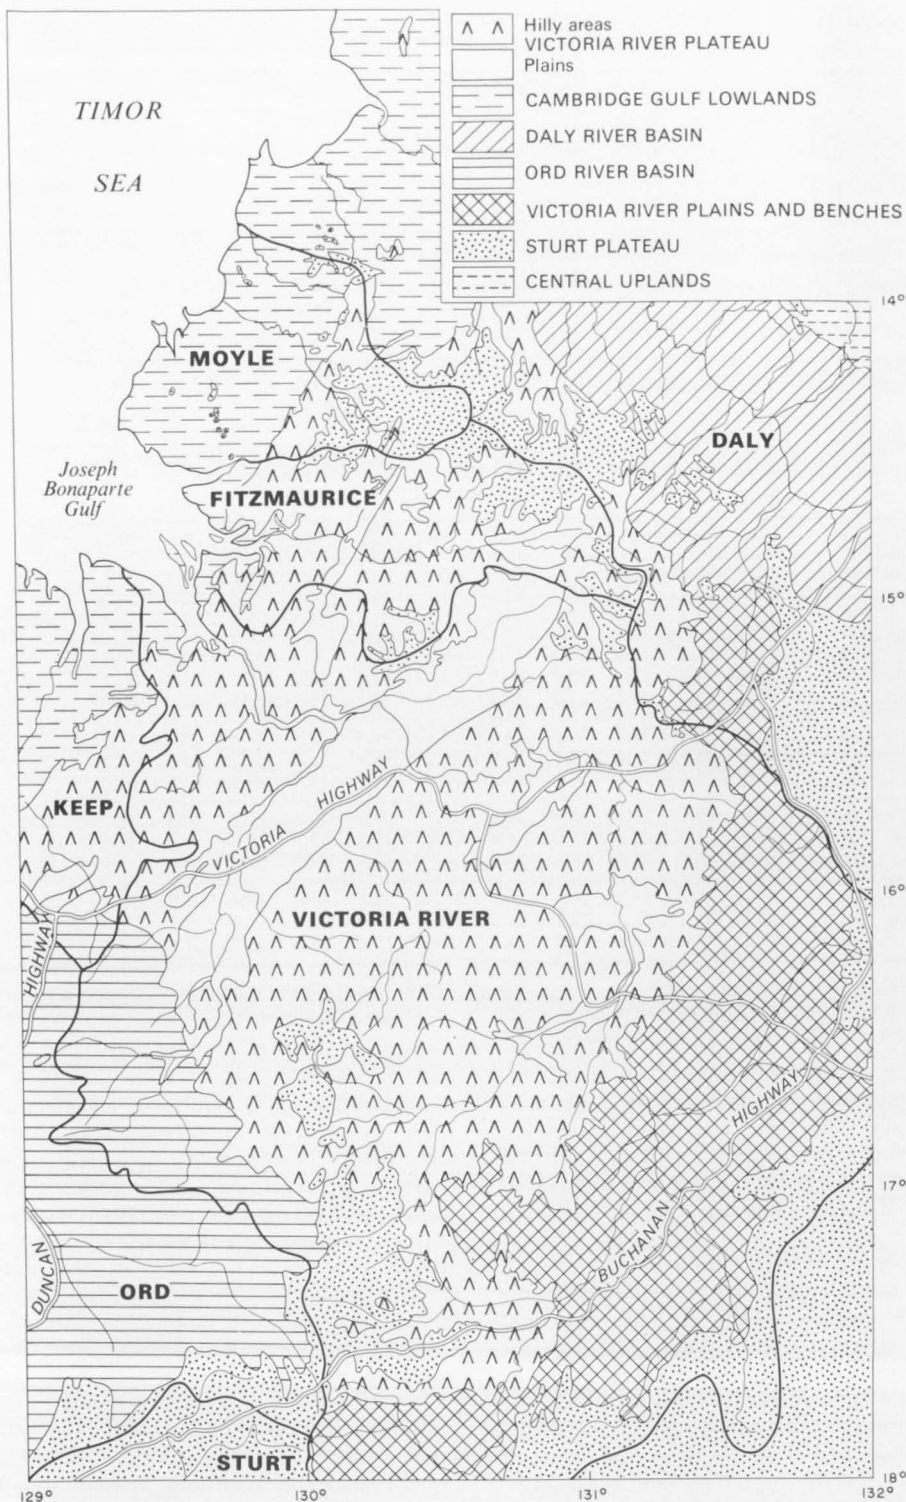 Hilly areas
VICTORIA RIVER PLATEAU
Plains
CAMBRIDGE GULF LOWLANDS
DALY RIVER BASIN
ORD RIVER BASIN
VICTORIA RIVER PLAINS AND BENCHES
STURT PLATEAU
CENTRAL UPLANDS
TIMOR
SEA
14°
MOYLE
DALY
Joseph
Bonaparte
Gulf
FITZMAURICE
15°
KEEP
VICTORIA HIGHWAY
16°
VICTORIA RIVER
HIGHWAY
BUCHANAN HIGHWAY
17°
DUNCAN
ORD
STURT
18°
129°
130°
131°
132°